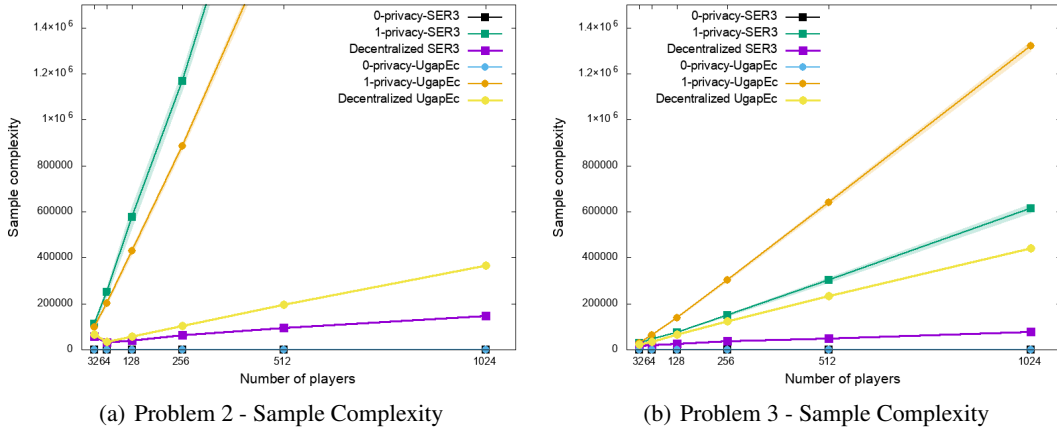 1.4×10⁶
1.2×10⁶
1×10⁶
800000
600000
400000
200000
0
Sample complexity
0-privacy-SER3
1-privacy-SER3
Decentralized SER3
0-privacy-UgapEc
1-privacy-UgapEc
Decentralized UgapEc
32 64 128 256 512 1024
Number of players
(a) Problem 2 - Sample Complexity
1.4×10⁶
1.2×10⁶
1×10⁶
800000
600000
400000
200000
0
Sample complexity
0-privacy-SER3
1-privacy-SER3
Decentralized SER3
0-privacy-UgapEc
1-privacy-UgapEc
Decentralized UgapEc
32 64 128 256 512 1024
Number of players
(b) Problem 3 - Sample Complexity